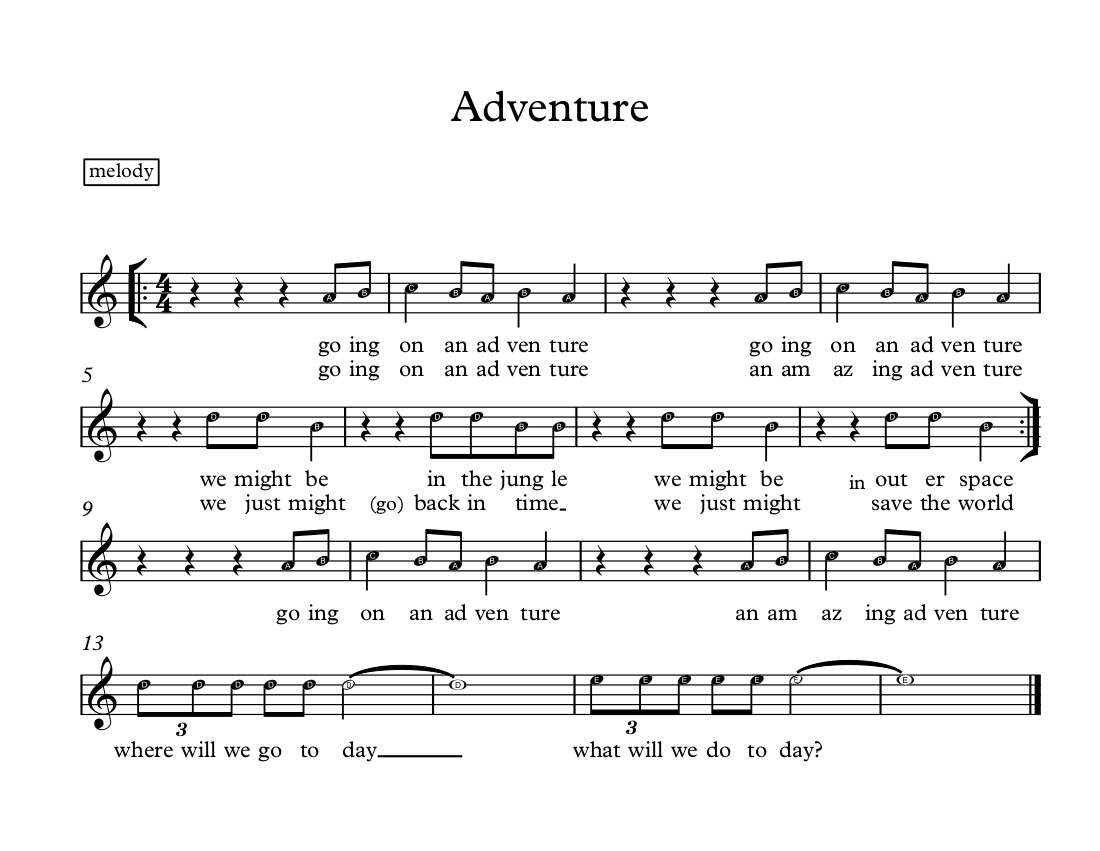 Adventure
melody
4
4
A B C B A B A A B C B A B A
go ing on an ad ven ture go ing on an ad ven ture
go ing on an ad ven ture an am az ing ad ven ture
5
D D B D D B B D D B D D B
we might be in the jung le we might be in out er space
we just might (go) back in time_ we just might save the world
9
A B C B A B A A B C B A B A
go ing on an ad ven ture an am az ing ad ven ture
13
D D D D D D D E E E E E E E
3 3
where will we go to day_ what will we do to day?